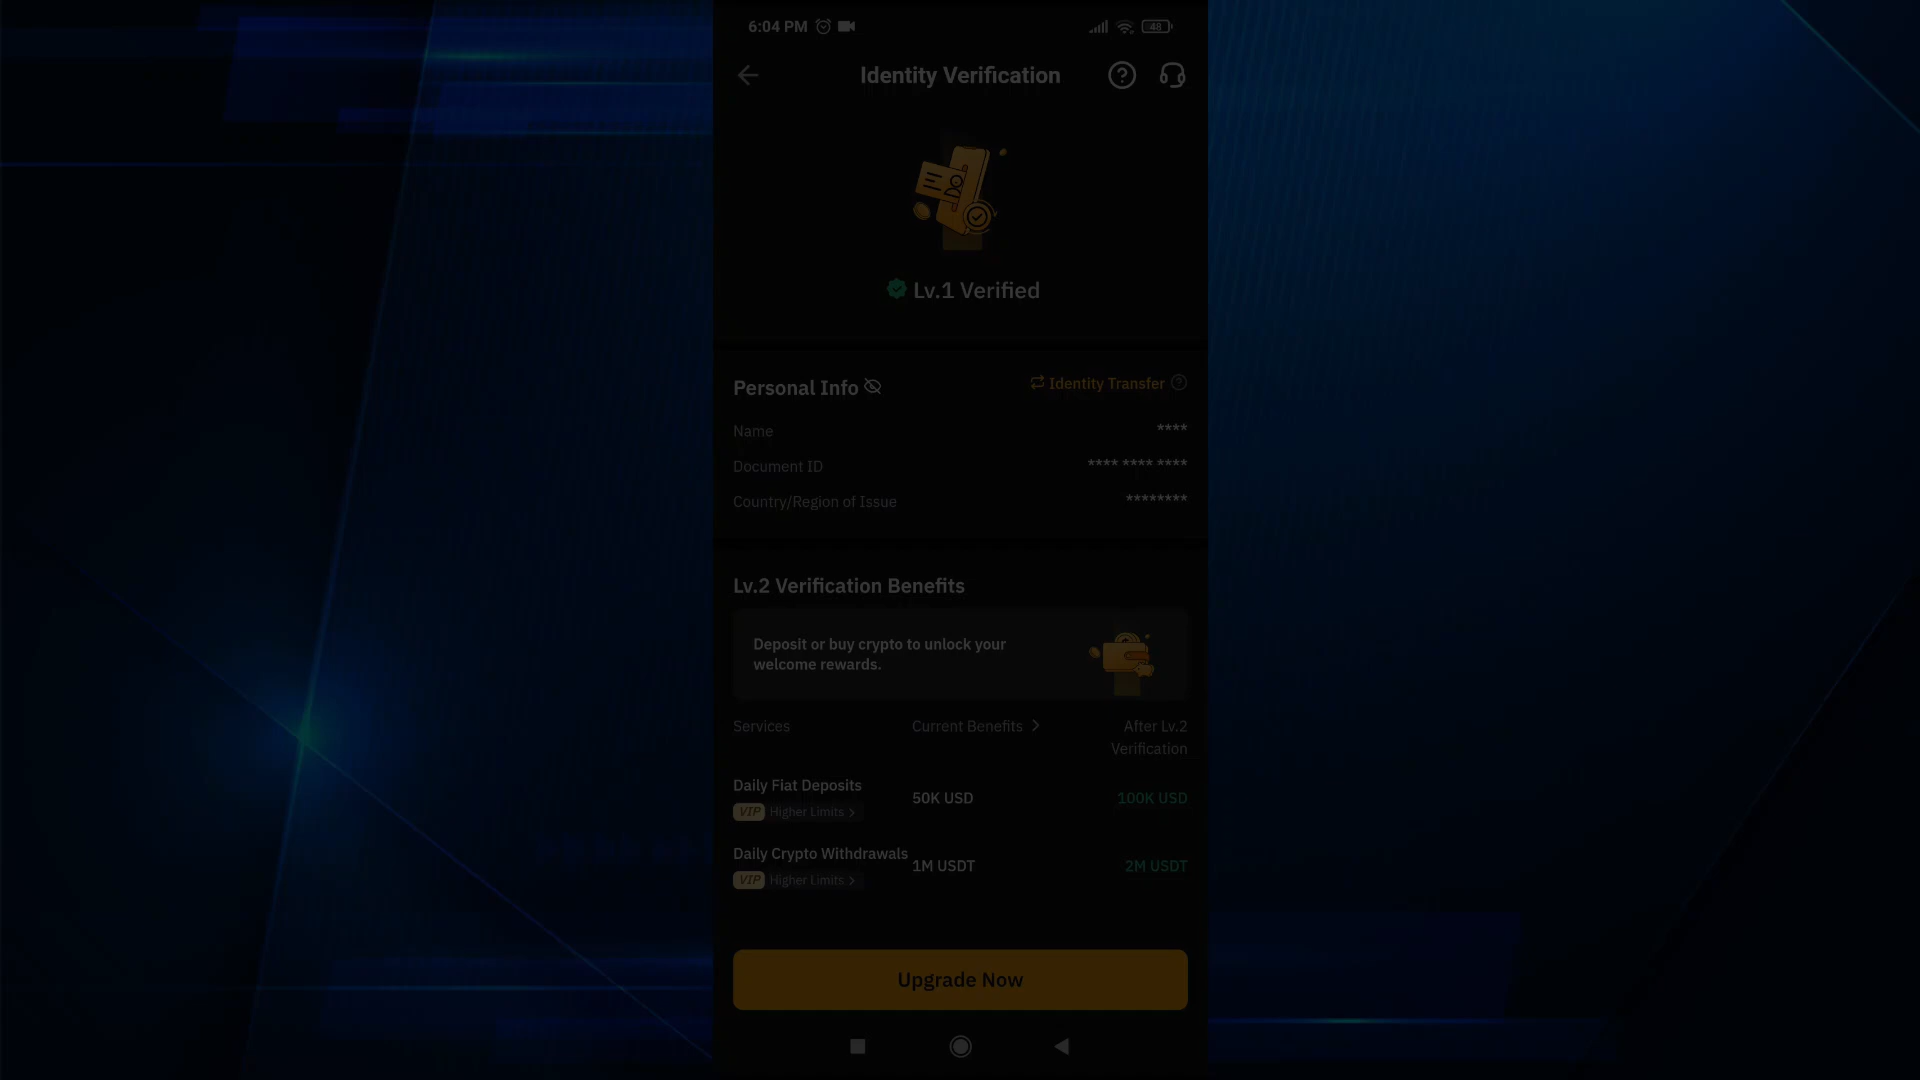 6:04 PM
48
Identity Verification
Lv.1 Verified
Personal Info
Identity Transfer
Name
****
Document ID
**** **** ****
Country/Region of Issue
********
Lv.2 Verification Benefits
Deposit or buy crypto to unlock your
welcome rewards.
Services
Current Benefits
After Lv.2
Verification
Daily Fiat Deposits
VIP Higher Limits
50K USD
100K USD
Daily Crypto Withdrawals
VIP Higher Limits
1M USDT
2M USDT
Upgrade Now